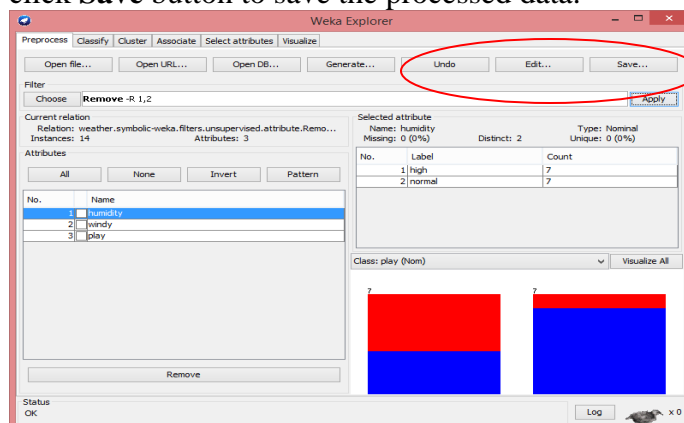 click Save button to save the processed data.
Weka Explorer
Preprocess Classify Cluster Associate Select attributes Visualize
Open file... Open URL... Open DB... Generate... Undo Edit... Save...
Filter
Choose Remove -R 1,2 Apply
Current relation
Relation: weather.symbolic-weka.filters.unsupervised.attribute.Remo...
Instances: 14 Attributes: 3
Attributes
All None Invert Pattern
No. Name
1 humidity
2 windy
3 play
Remove
Selected attribute
Name: humidity Type: Nominal
Missing: 0 (0%) Distinct: 2 Unique: 0 (0%)
No. Label Count
1 high 7
2 normal 7
Class: play (Nom) Visualize All
7 7
Status
OK
Log x 0